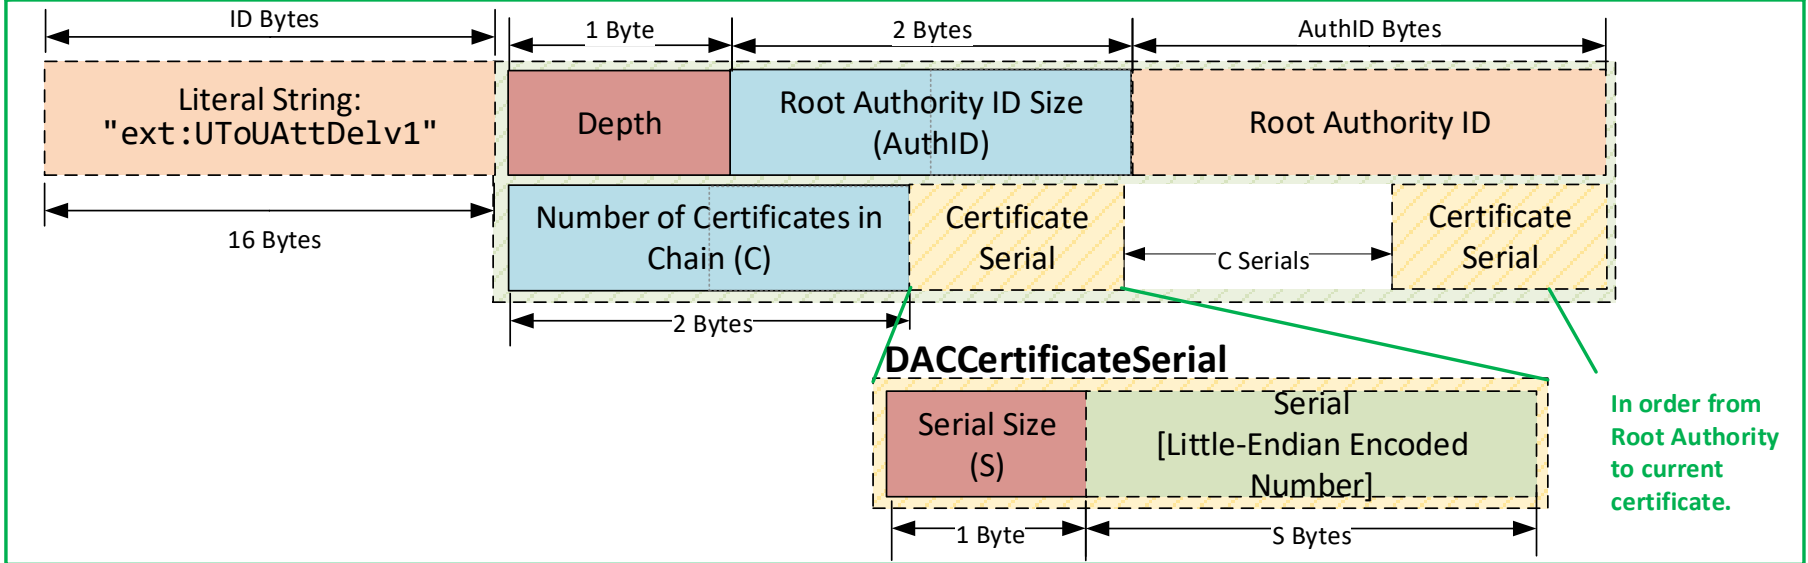 ID Bytes
1 Byte
2 Bytes
AuthID Bytes
Literal String:
"ext:UToUAttDelv1"
Depth
Root Authority ID Size
(AuthID)
Root Authority ID
16 Bytes
Number of Certificates in
Chain (C)
Certificate
Serial
C Serials
Certificate
Serial
2 Bytes
DACCertificateSerial
Serial Size
(S)
Serial
[Little-Endian Encoded
Number]
1 Byte
S Bytes
In order from
Root Authority
to current
certificate.